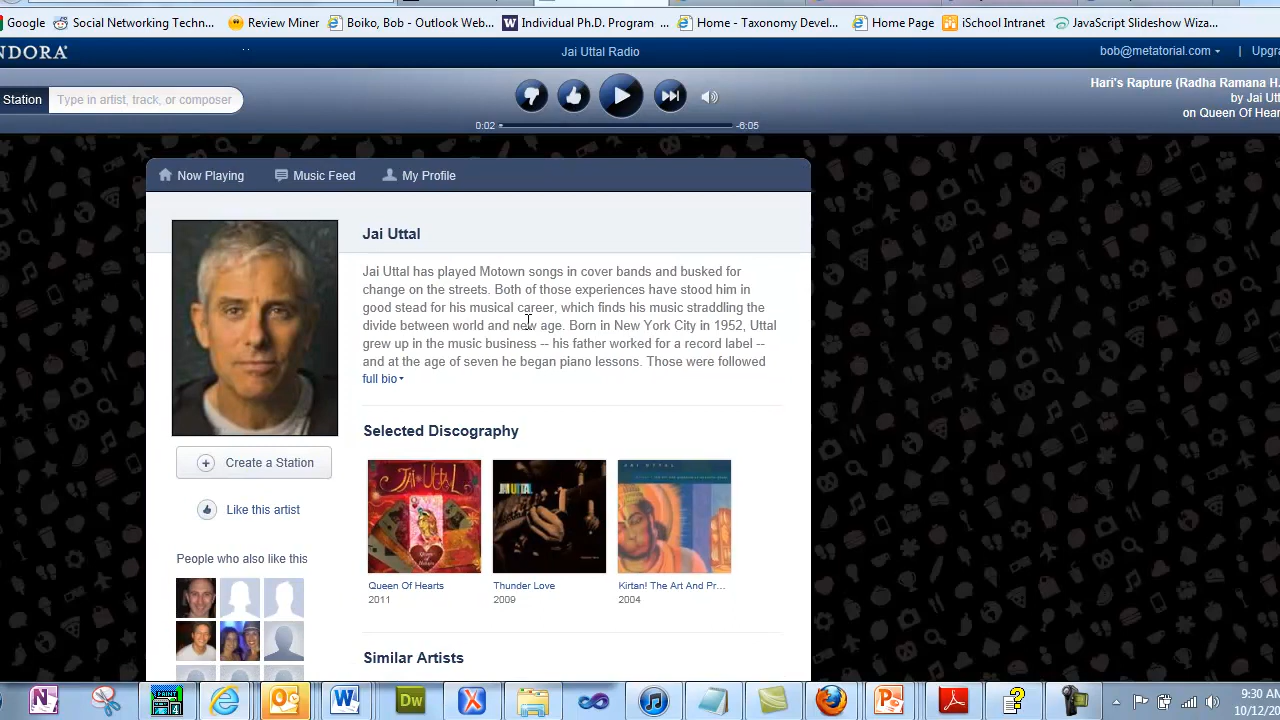 Google Social Networking Techn... Review Miner Boiko, Bob - Outlook Web... Individual Ph.D. Program ... Home - Taxonomy Devel... Home Page iSchool Intranet JavaScript Slideshow Wiza...
NDORA® Jai Uttal Radio bob@metatorial.com | Upgra
Station Type in artist, track, or composer
Hari's Rapture (Radha Ramana H.
by Jai Utt
on Queen Of Hear
0:02 -6:05
Now Playing Music Feed My Profile
Jai Uttal
Jai Uttal has played Motown songs in cover bands and busked for
change on the streets. Both of those experiences have stood him in
good stead for his musical career, which finds his music straddling the
divide between world and new age. Born in New York City in 1952, Uttal
grew up in the music business -- his father worked for a record label --
and at the age of seven he began piano lessons. Those were followed
full bio
Create a Station
Like this artist
People who also like this
Selected Discography
JAI UTTAL
JAI UTTAL
JAI UTTAL
Queen Of Hearts
2011
Thunder Love
2009
Kirtan! The Art And Pr...
2004
Similar Artists
9:30 AM
10/12/20